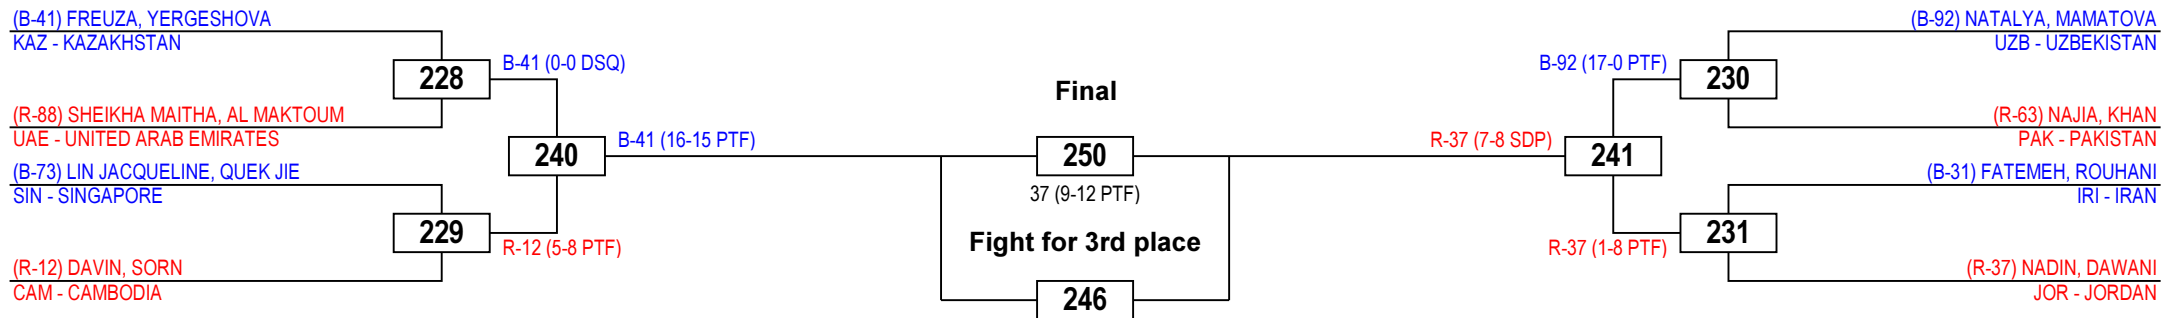 (B-41) FREUZA, YERGESHOVA
KAZ - KAZAKHSTAN
228
B-41 (0-0 DSQ)
(R-88) SHEIKHA MAITHA, AL MAKTOUM
UAE - UNITED ARAB EMIRATES
240
B-41 (16-15 PTF)
(B-73) LIN JACQUELINE, QUEK JIE
SIN - SINGAPORE
229
R-12 (5-8 PTF)
(R-12) DAVIN, SORN
CAM - CAMBODIA
Final
250
37 (9-12 PTF)
Fight for 3rd place
246
(B-92) NATALYA, MAMATOVA
UZB - UZBEKISTAN
B-92 (17-0 PTF)
230
(R-63) NAJIA, KHAN
PAK - PAKISTAN
R-37 (7-8 SDP)
241
(B-31) FATEMEH, ROUHANI
IRI - IRAN
R-37 (1-8 PTF)
231
(R-37) NADIN, DAWANI
JOR - JORDAN